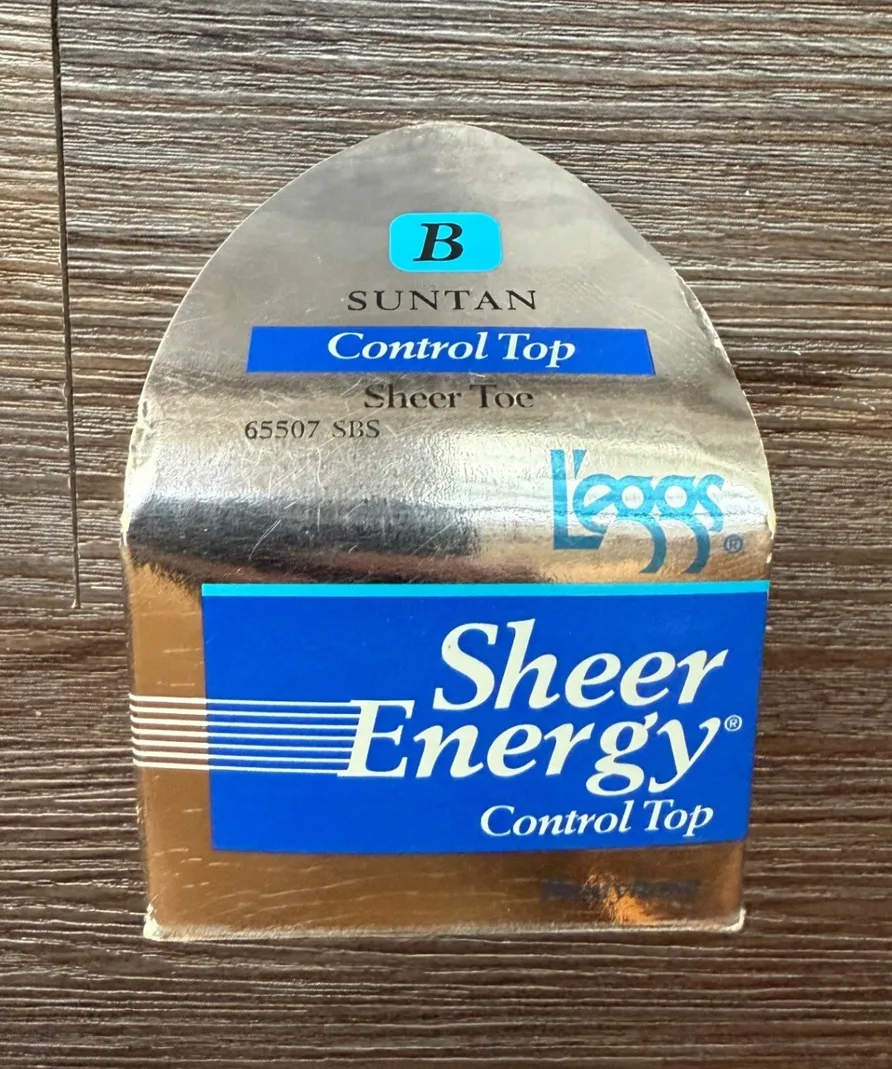 B
SUNTAN
Control Top
Sheer Toe
65507 SBS
L'eggs®
Sheer
Energy®
Control Top